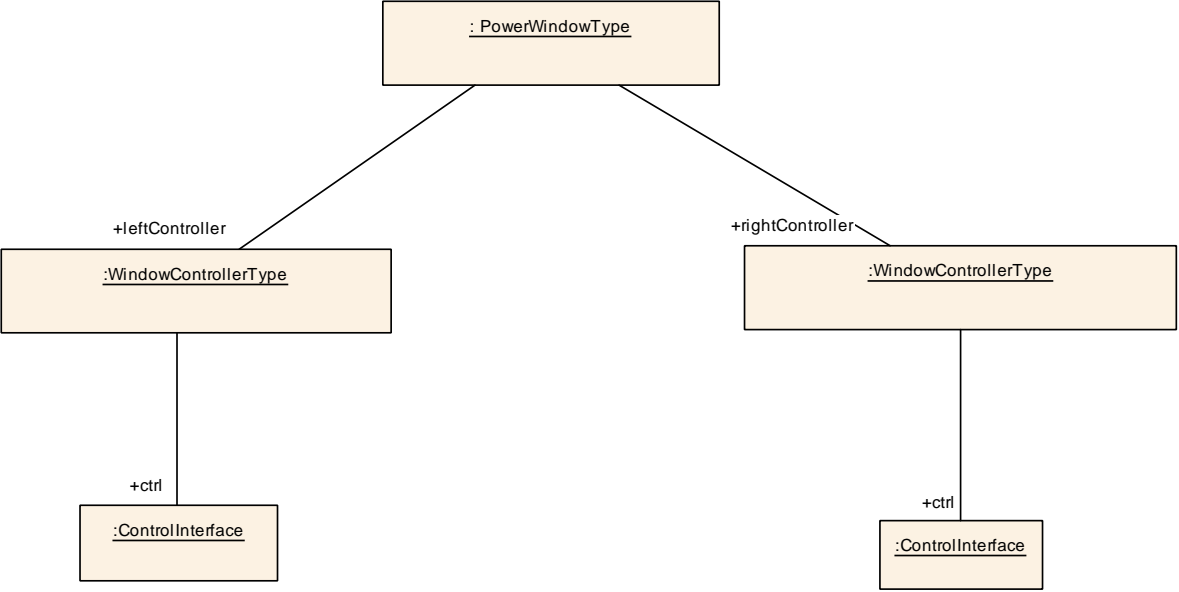 : PowerWindowType
+leftController
+rightController
:WindowControllerType
:WindowControllerType
+ctrl
+ctrl
:ControlInterface
:ControlInterface